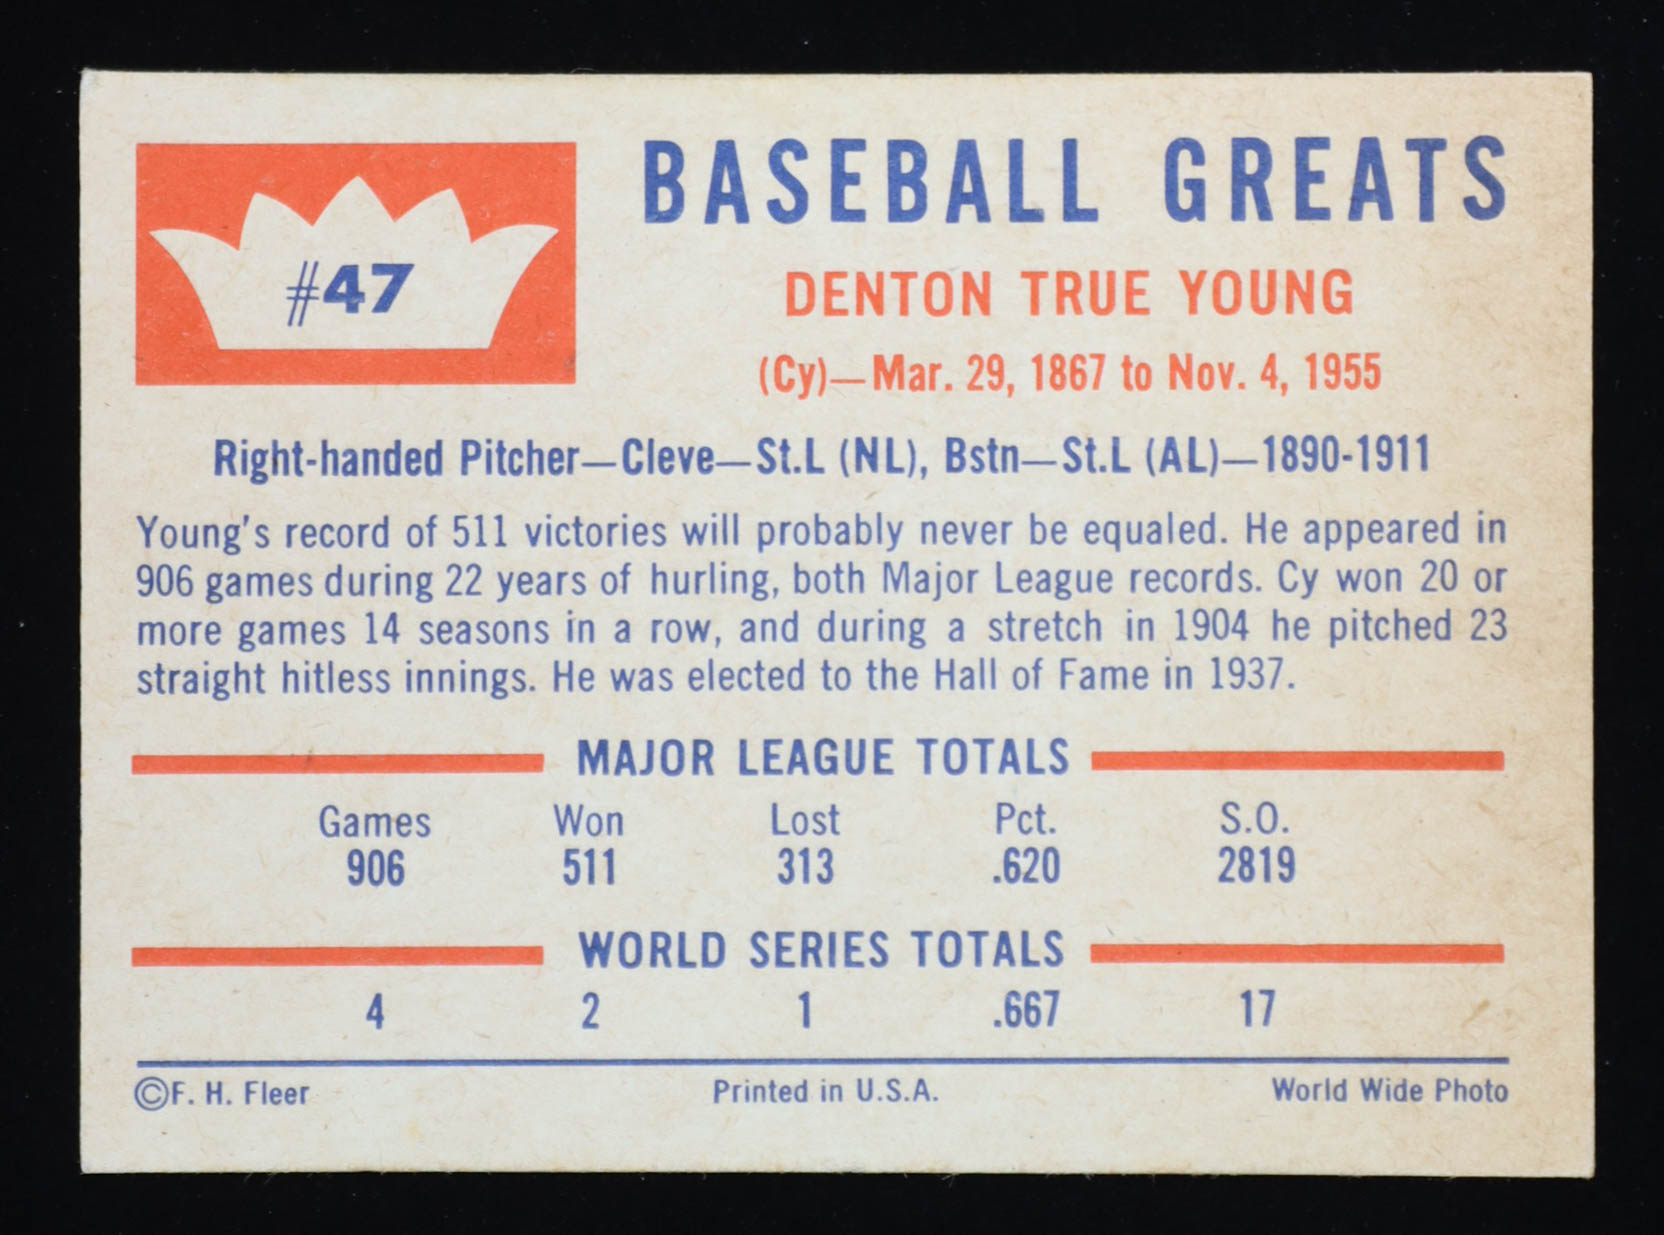 #47
BASEBALL GREATS
DENTON TRUE YOUNG
(Cy)—Mar. 29, 1867 to Nov. 4, 1955
Right-handed Pitcher—Cleve—St.L (NL), Bstn—St.L (AL)—1890-1911
Young's record of 511 victories will probably never be equaled. He appeared in
906 games during 22 years of hurling, both Major League records. Cy won 20 or
more games 14 seasons in a row, and during a stretch in 1904 he pitched 23
straight hitless innings. He was elected to the Hall of Fame in 1937.
MAJOR LEAGUE TOTALS
Games Won Lost Pct. S.O.
906 511 313 .620 2819
WORLD SERIES TOTALS
4 2 1 .667 17
©F. H. Fleer Printed in U.S.A. World Wide Photo